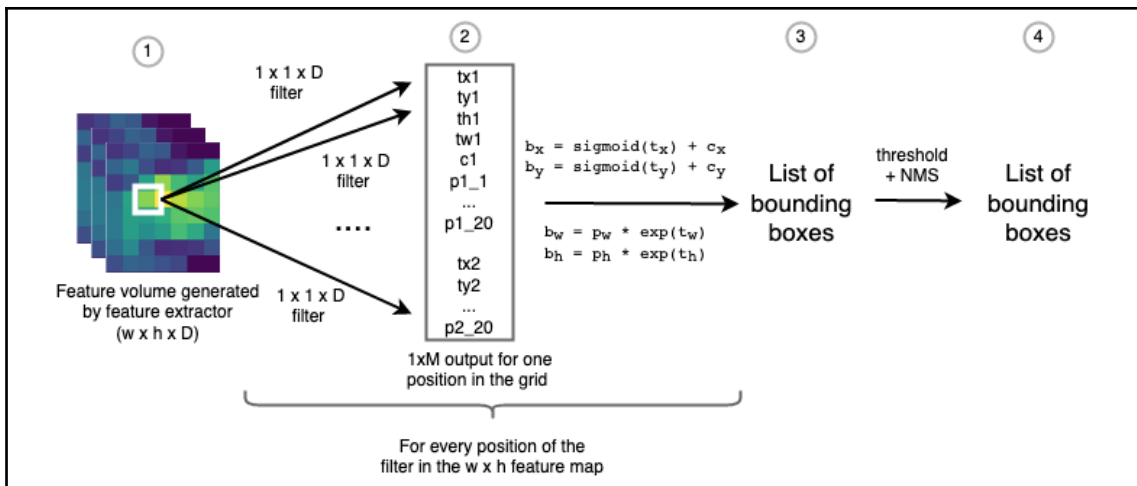 1
2
3
4
1 x 1 x D
filter
1 x 1 x D
filter
....
1 x 1 x D
filter
Feature volume generated
by feature extractor
(w x h x D)
tx1
ty1
th1
tw1
c1
p1_1
...
p1_20
tx2
ty2
...
p2_20
1xM output for one
position in the grid
bx = sigmoid(tx) + cx
by = sigmoid(ty) + cy
bw = pw * exp(tw)
bh = ph * exp(th)
List of
bounding
boxes
threshold
+ NMS
List of
bounding
boxes
For every position of the
filter in the w x h feature map